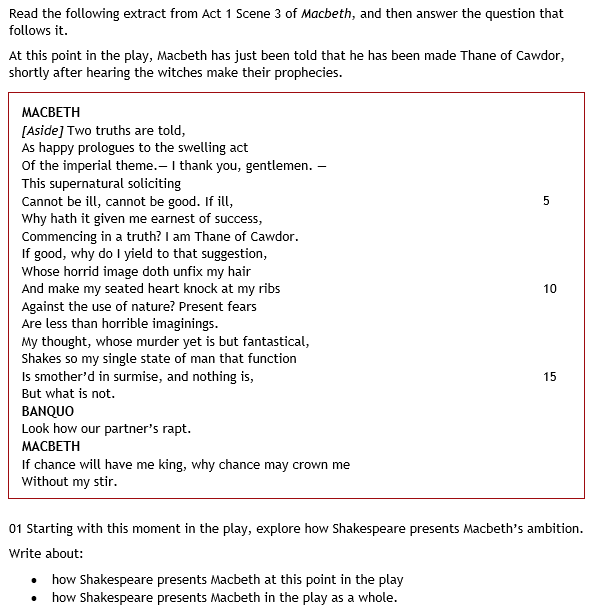 Read the following extract from Act 1 Scene 3 of Macbeth, and then answer the question that
follows it.
At this point in the play, Macbeth has just been told that he has been made Thane of Cawdor,
shortly after hearing the witches make their prophecies.
MACBETH
[Aside] Two truths are told,
As happy prologues to the swelling act
Of the imperial theme.— I thank you, gentlemen. —
This supernatural soliciting
Cannot be ill, cannot be good. If ill, 5
Why hath it given me earnest of success,
Commencing in a truth? I am Thane of Cawdor.
If good, why do I yield to that suggestion,
Whose horrid image doth unfix my hair
And make my seated heart knock at my ribs 10
Against the use of nature? Present fears
Are less than horrible imaginings.
My thought, whose murder yet is but fantastical,
Shakes so my single state of man that function
Is smother'd in surmise, and nothing is, 15
But what is not.
BANQUO
Look how our partner's rapt.
MACBETH
If chance will have me king, why chance may crown me
Without my stir.
01 Starting with this moment in the play, explore how Shakespeare presents Macbeth's ambition.
Write about:
• how Shakespeare presents Macbeth at this point in the play
• how Shakespeare presents Macbeth in the play as a whole.